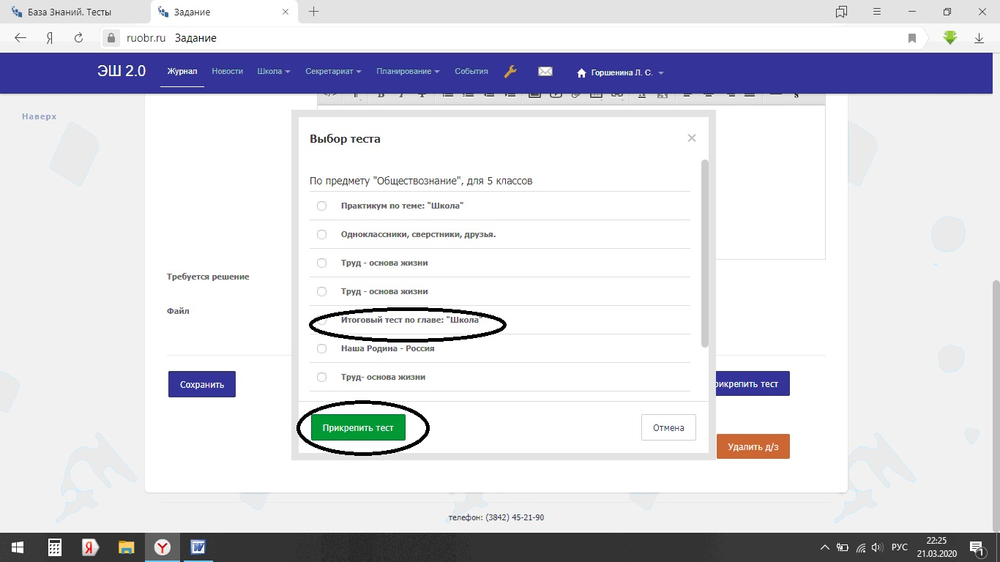 База Знаний. Тесты
Задание
ruobr.ru Задание
ЭШ 2.0 Журнал Новости Школа Секретариат Планирование События Горшенина Л. С.
Наверх
Выбор теста
По предмету "Обществознание", для 5 классов
Практикум по теме: "Школа"
Одноклассники, сверстники, друзья.
Труд - основа жизни
Труд - основа жизни
Итоговый тест по главе: "Школа"
Наша Родина - Россия
Труд- основа жизни
Требуется решение
Файл
Сохранить
рикрепить тест
Прикрепить тест
Отмена
Удалить д/з
телефон: (3842) 45-21-90
РУС
22:25
21.03.2020
1